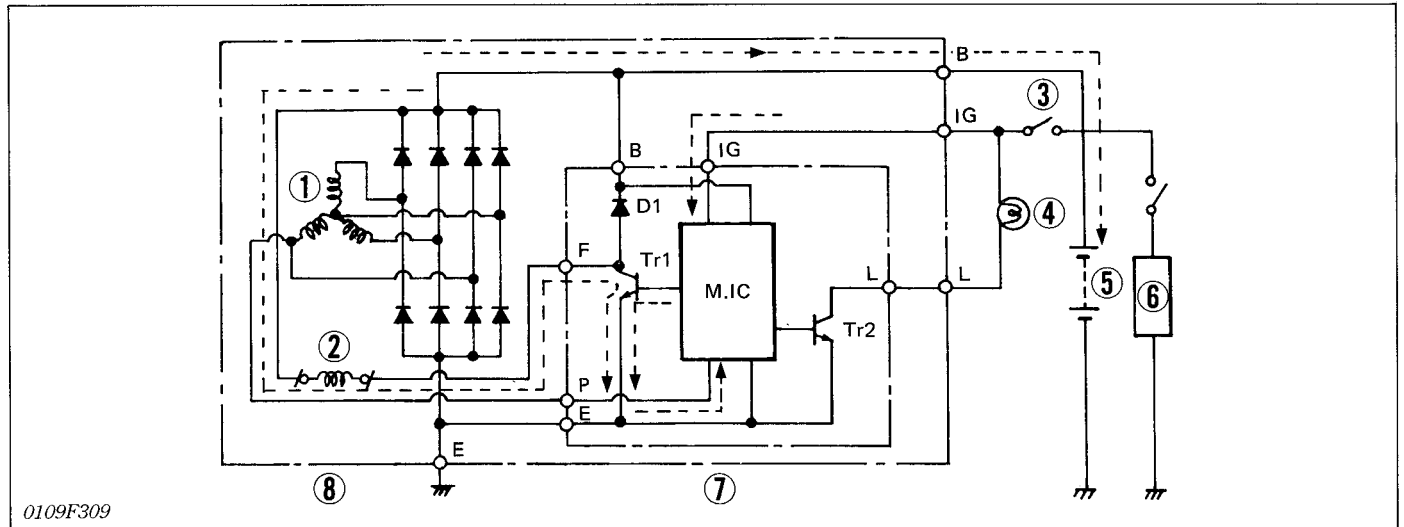 B
③
IG
B
IG
①
D1
④
F
Tr1
M.IC
L
L
⑤
⑥
Tr2
②
P
E
E
⑧
⑦
0109F309